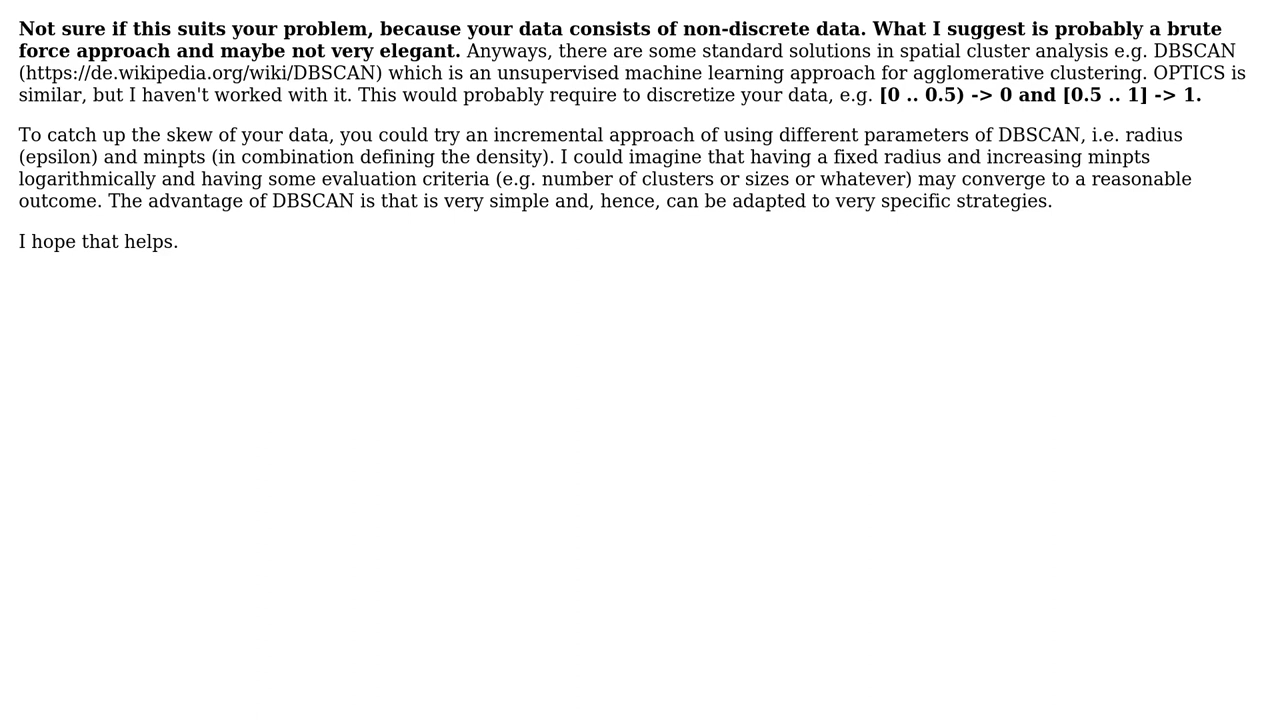 Not sure if this suits your problem, because your data consists of non-discrete data. What I suggest is probably a brute
force approach and maybe not very elegant. Anyways, there are some standard solutions in spatial cluster analysis e.g. DBSCAN
(https://de.wikipedia.org/wiki/DBSCAN) which is an unsupervised machine learning approach for agglomerative clustering. OPTICS is
similar, but I haven't worked with it. This would probably require to discretize your data, e.g. [0 .. 0.5) -> 0 and [0.5 .. 1] -> 1.
To catch up the skew of your data, you could try an incremental approach of using different parameters of DBSCAN, i.e. radius
(epsilon) and minpts (in combination defining the density). I could imagine that having a fixed radius and increasing minpts
logarithmically and having some evaluation criteria (e.g. number of clusters or sizes or whatever) may converge to a reasonable
outcome. The advantage of DBSCAN is that is very simple and, hence, can be adapted to very specific strategies.
I hope that helps.